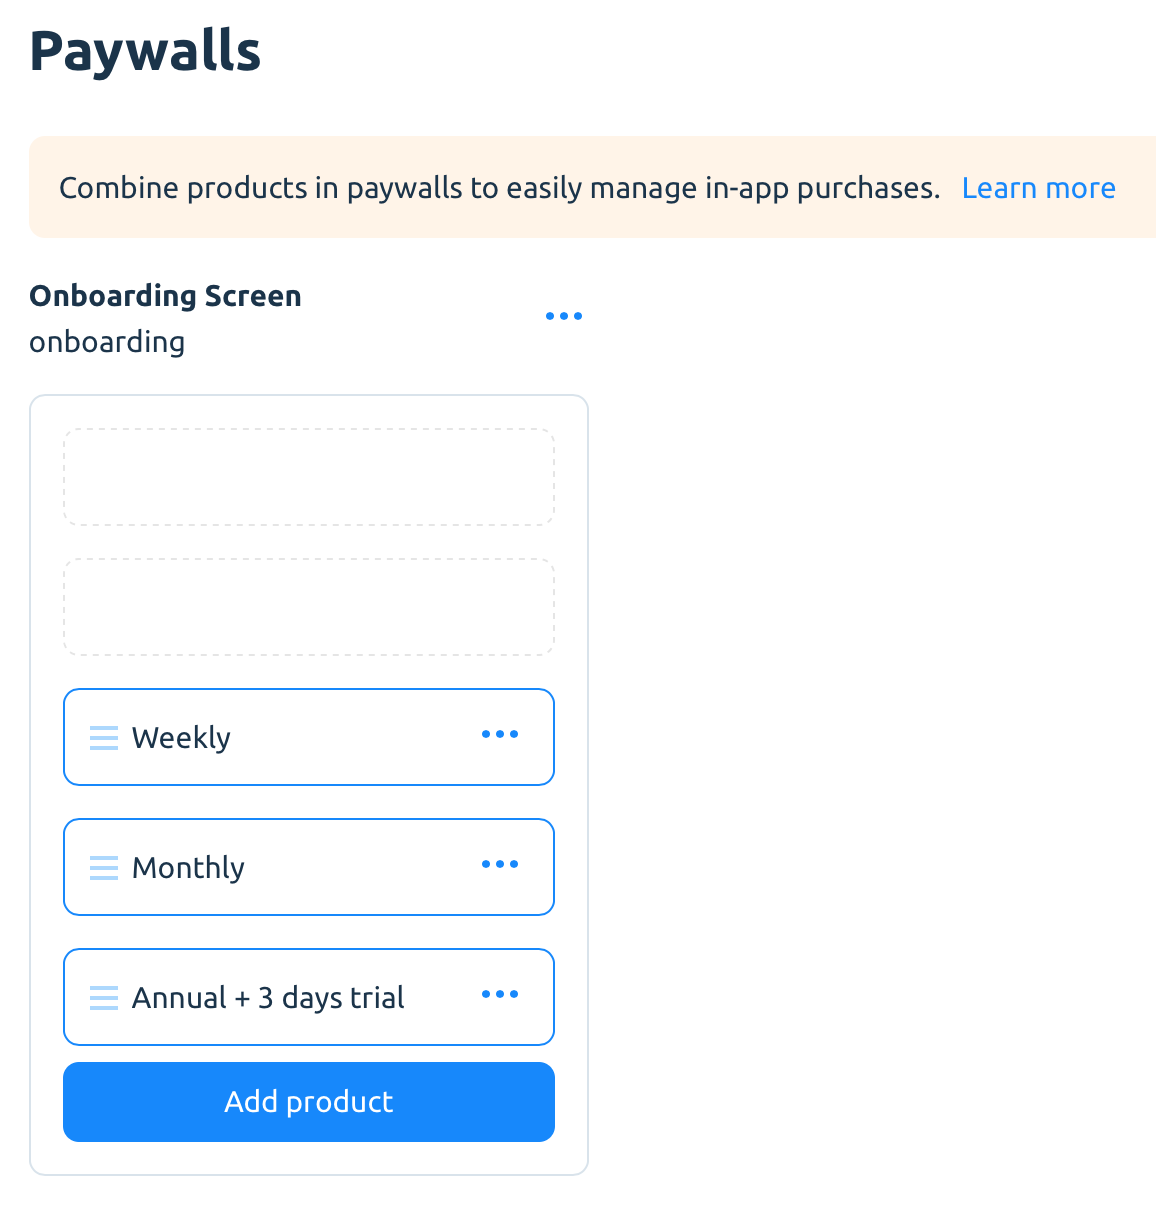 Paywalls
Combine products in paywalls to easily manage in-app purchases. Learn more
Onboarding Screen
onboarding
Weekly
Monthly
Annual + 3 days trial
Add product